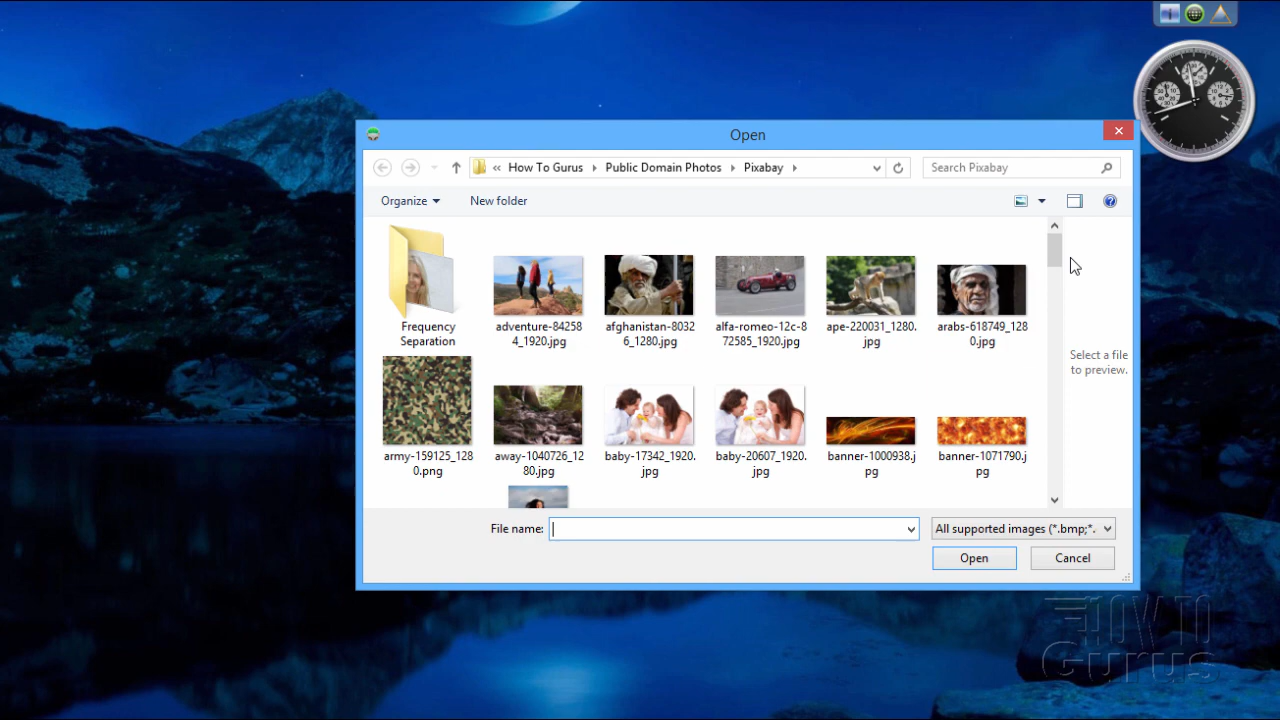 Open
« How To Gurus Public Domain Photos Pixabay
Search Pixabay
Organize
New folder
Frequency
Separation
adventure-84258
4_1920.jpg
afghanistan-8032
6_1280.jpg
alfa-romeo-12c-8
72585_1920.jpg
ape-220031_1280.
jpg
arabs-618749_128
0.jpg
Select a file
to preview.
army-159125_128
0.png
away-1040726_12
80.jpg
baby-17342_1920.
jpg
baby-20607_1920.
jpg
banner-1000938.j
pg
banner-1071790.j
pg
File name:
All supported images (*.bmp;*.
Open
Cancel
HOW TO
Gurus